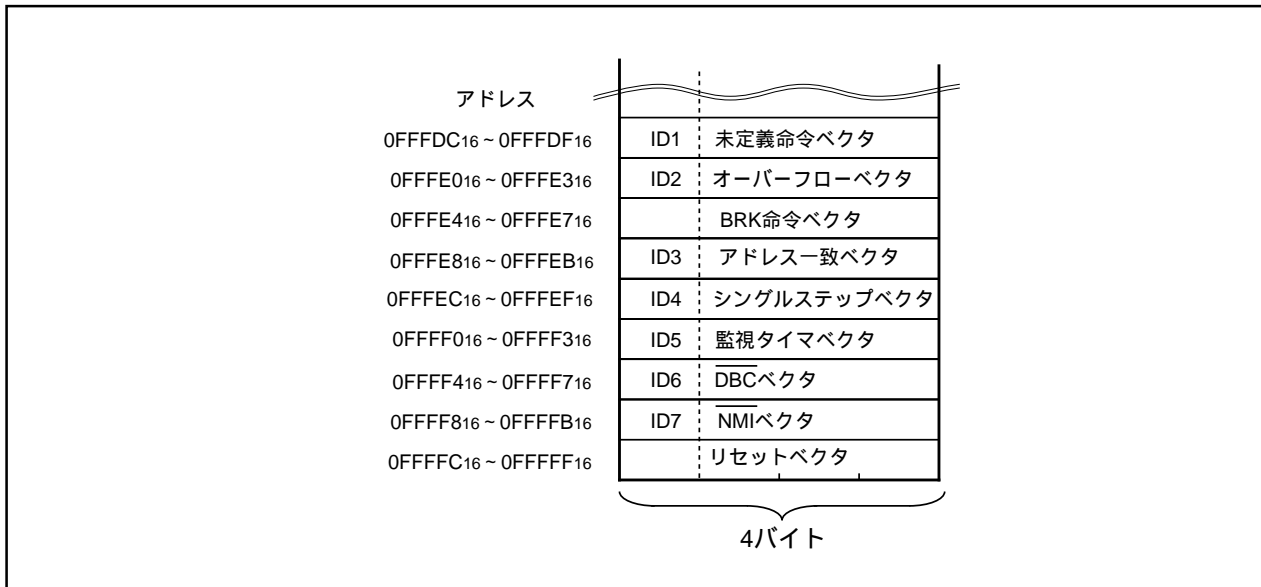 アドレス
0FFFDC16 ~ 0FFFDF16 ID1 未定義命令ベクタ
0FFFE016 ~ 0FFFE316 ID2 オーバーフローベクタ
0FFFE416 ~ 0FFFE716 BRK命令ベクタ
0FFFE816 ~ 0FFFEB16 ID3 アドレス一致ベクタ
0FFFEC16 ~ 0FFFEF16 ID4 シングルステップベクタ
0FFFF016 ~ 0FFFF316 ID5 監視タイマベクタ
0FFFF416 ~ 0FFFF716 ID6 DBCベクタ
0FFFF816 ~ 0FFFFB16 ID7 NMIベクタ
0FFFFC16 ~ 0FFFFF16 リセットベクタ
4バイト